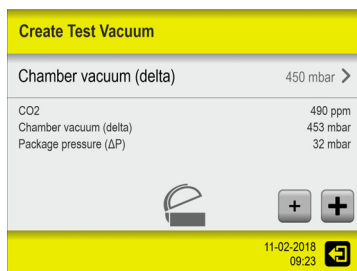 Create Test Vacuum
Chamber vacuum (delta) 450 mbar
CO2 490 ppm
Chamber vacuum (delta) 453 mbar
Package pressure (ΔP) 32 mbar
11-02-2018
09:23